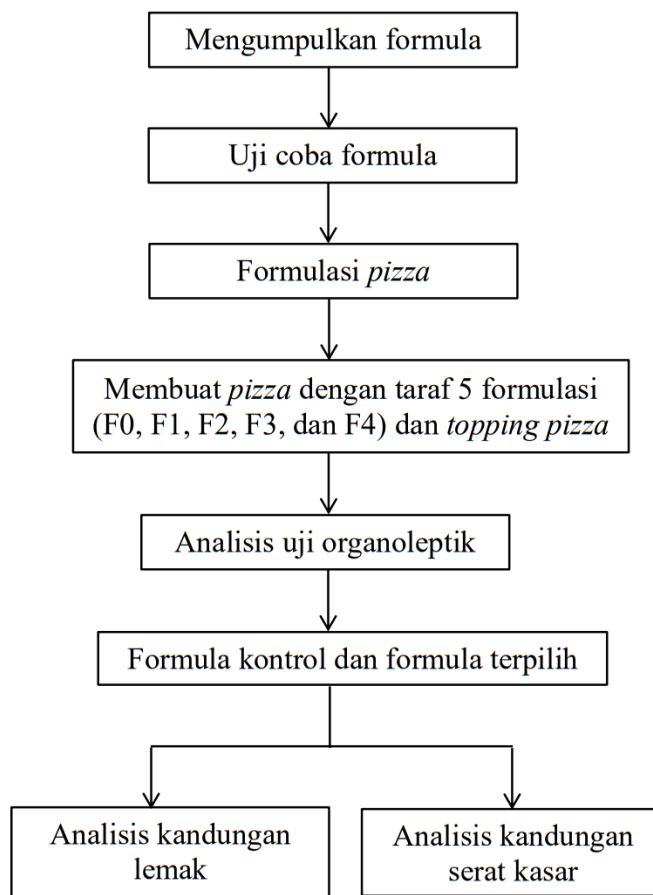 Mengumpulkan formula
Uji coba formula
Formulasi pizza
Membuat pizza dengan taraf 5 formulasi
(F0, F1, F2, F3, dan F4) dan topping pizza
Analisis uji organoleptik
Formula kontrol dan formula terpilih
Analisis kandungan
lemak
Analisis kandungan
serat kasar